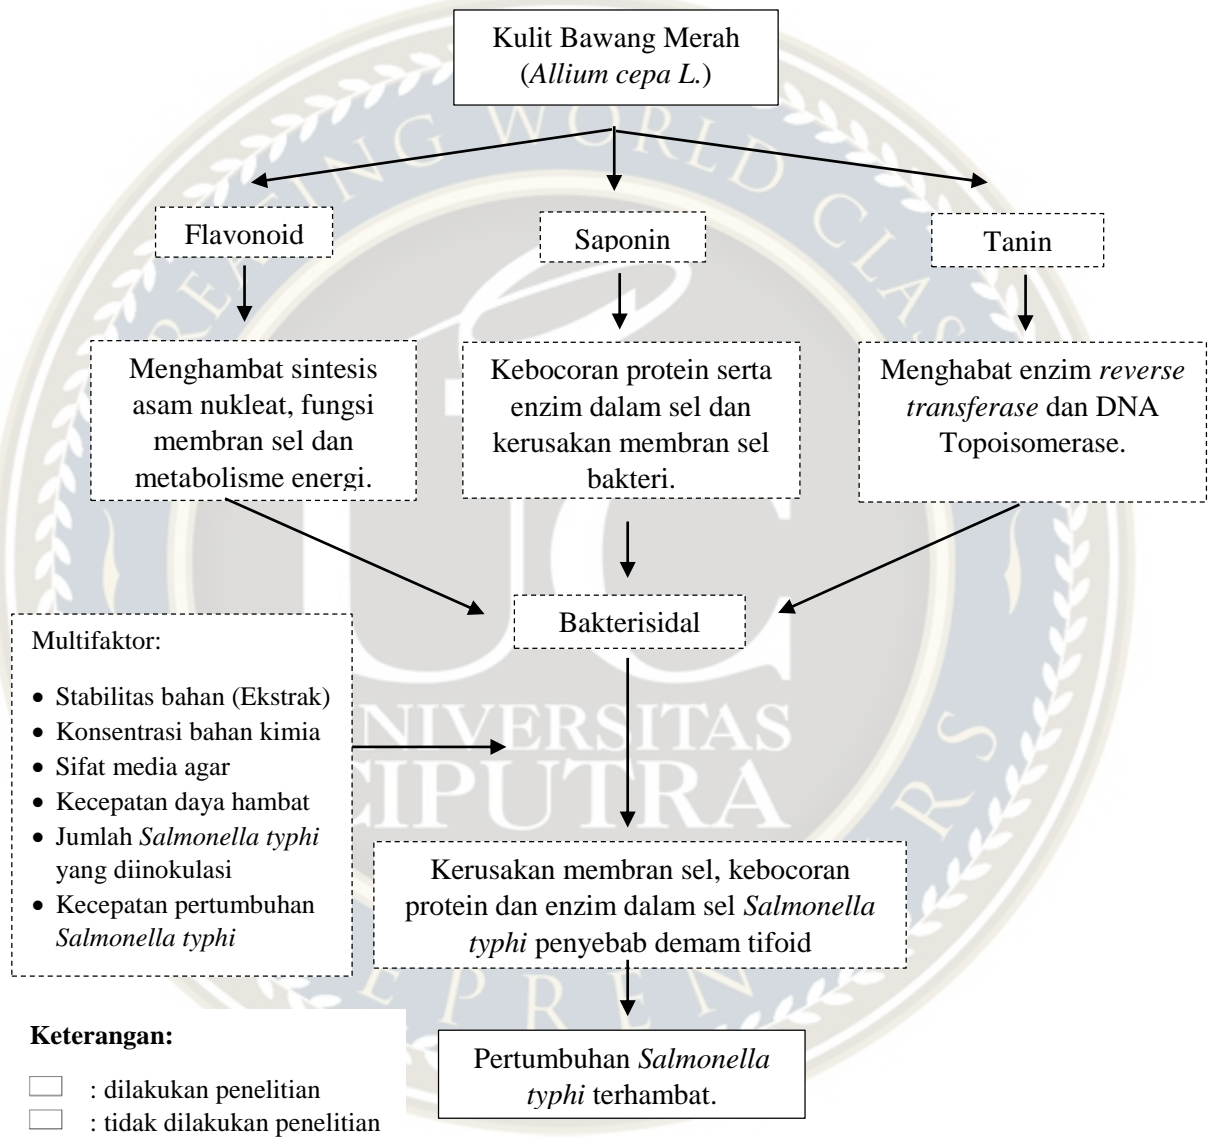 Kulit Bawang Merah
(Allium cepa L.)
Flavonoid
Saponin
Tanin
Menghambat sintesis
asam nukleat, fungsi
membran sel dan
metabolisme energi.
Kebocoran protein serta
enzim dalam sel dan
kerusakan membran sel
bakteri.
Menghabat enzim reverse
transferase dan DNA
Topoisomerase.
Bakterisidal
Multifaktor:
• Stabilitas bahan (Ekstrak)
• Konsentrasi bahan kimia
• Sifat media agar
• Kecepatan daya hambat
• Jumlah Salmonella typhi
yang diinokulasi
• Kecepatan pertumbuhan
Salmonella typhi
Kerusakan membran sel, kebocoran
protein dan enzim dalam sel Salmonella
typhi penyebab demam tifoid
Pertumbuhan Salmonella
typhi terhambat.
Keterangan:
: dilakukan penelitian
: tidak dilakukan penelitian
UC
UNIVERSITAS
CIPUTRA
WORLD CLASS